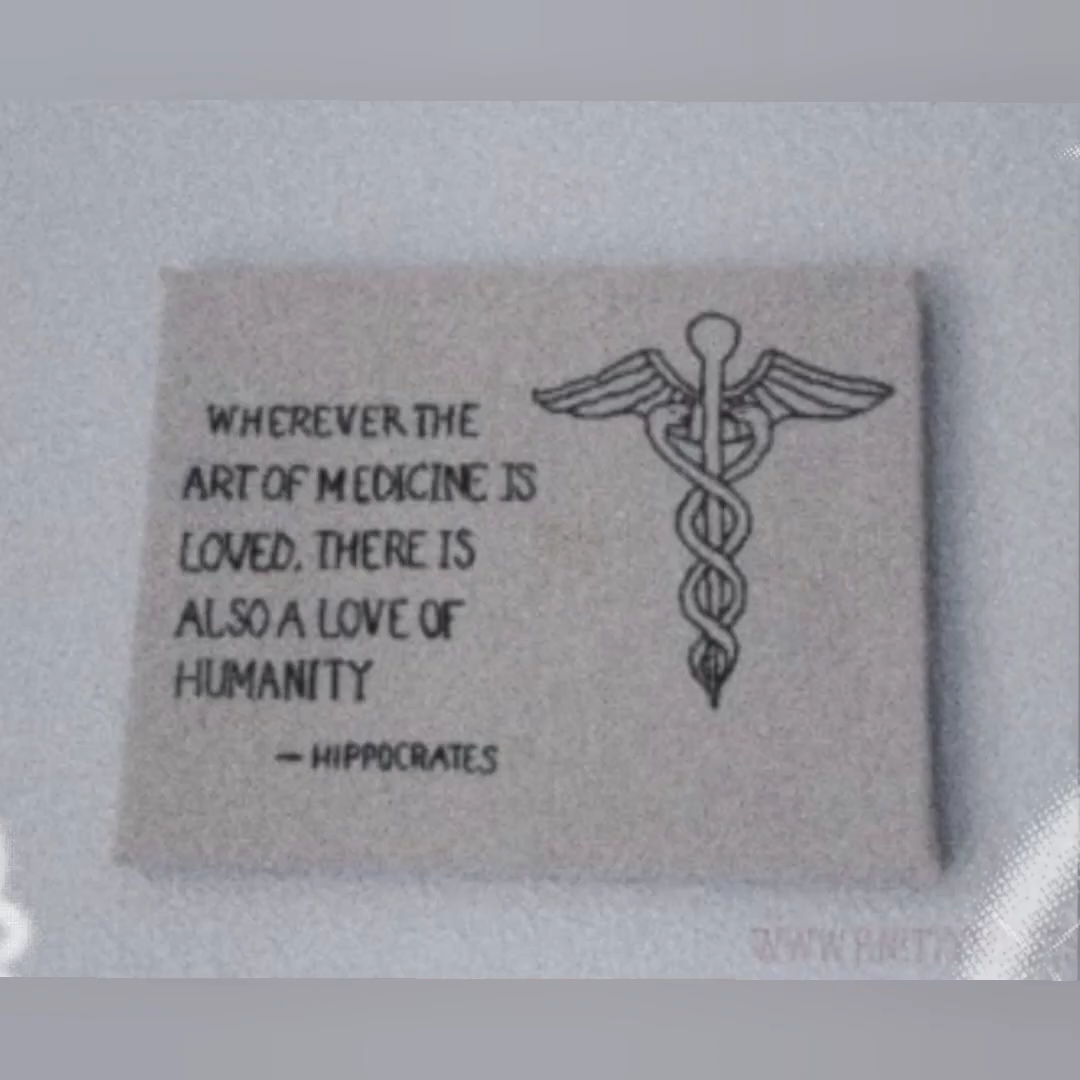 WHEREVER THE
ART OF MEDICINE IS
LOVED, THERE IS
ALSO A LOVE OF
HUMANITY
— HIPPOCRATES